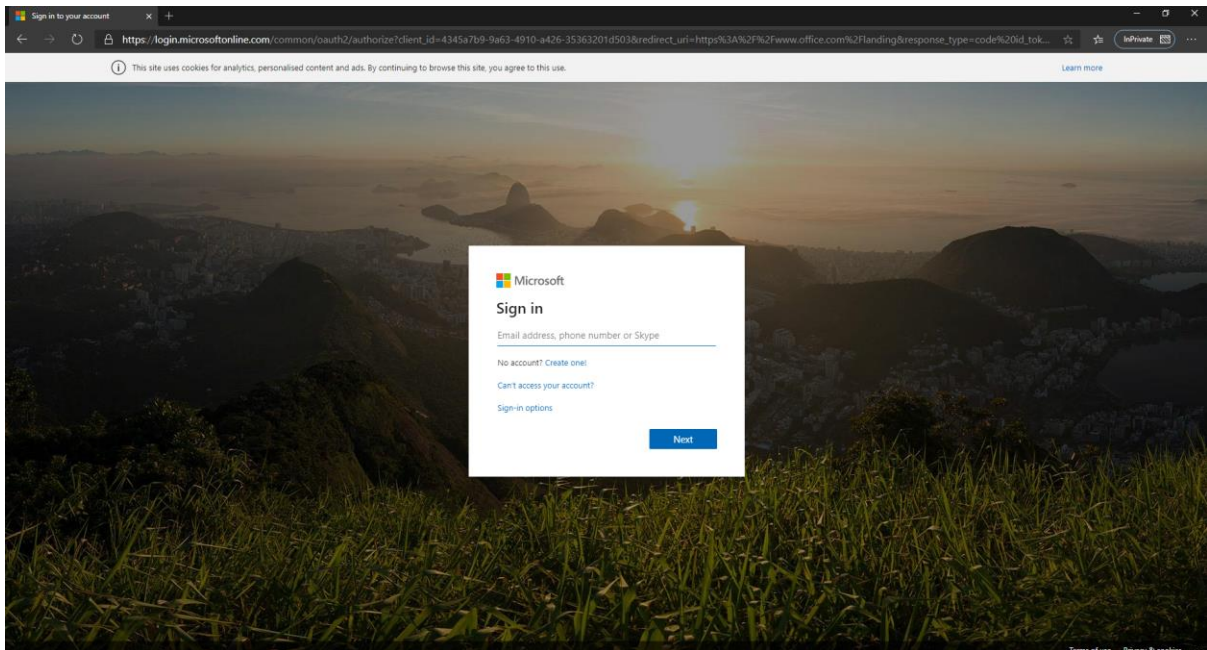 Sign in to your account
https://login.microsoftonline.com/common/oauth2/authorize?client_id=4345a7b9-9a63-4910-a426-35363201d503&redirect_uri=https%3A%2F%2Fwww.office.com%2Flanding&response_type=code%20id_tok...
InPrivate
This site uses cookies for analytics, personalised content and ads. By continuing to browse this site, you agree to this use.
Learn more
Microsoft
Sign in
Email address, phone number or Skype
No account? Create one!
Can't access your account?
Sign-in options
Next
Terms of use Privacy & cookies